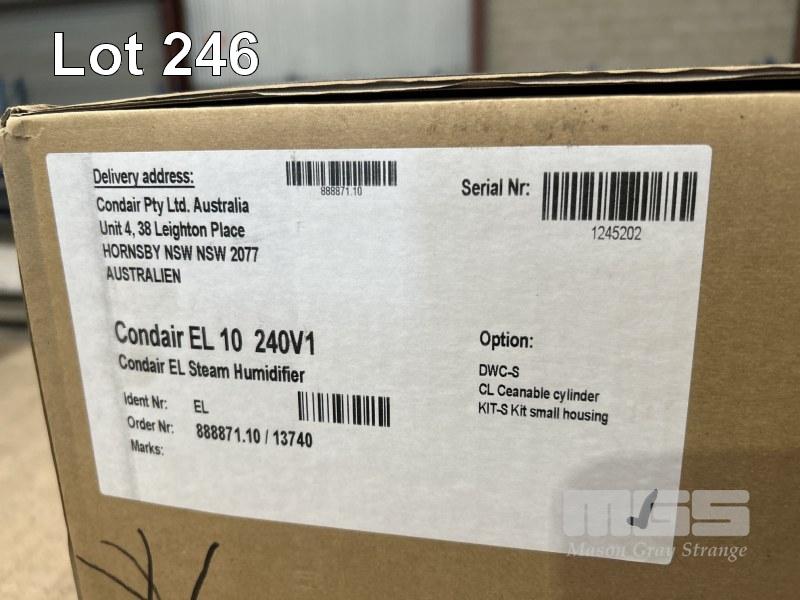 Lot 246
Delivery address:
Condair Pty Ltd. Australia
Unit 4, 38 Leighton Place
HORNSBY NSW NSW 2077
AUSTRALIEN
888871.10
Serial Nr:
1245202
Condair EL 10 240V1
Condair EL Steam Humidifier
Ident Nr: EL
Order Nr: 888871.10 / 13740
Marks:
Option:
DWC-S
CL Ceanable cylinder
KIT-S Kit small housing
MGS
Mason Gray Strange